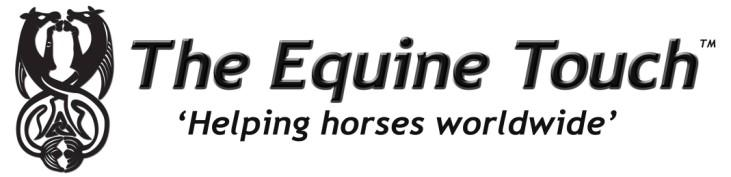 The Equine Touch™
‘Helping horses worldwide’